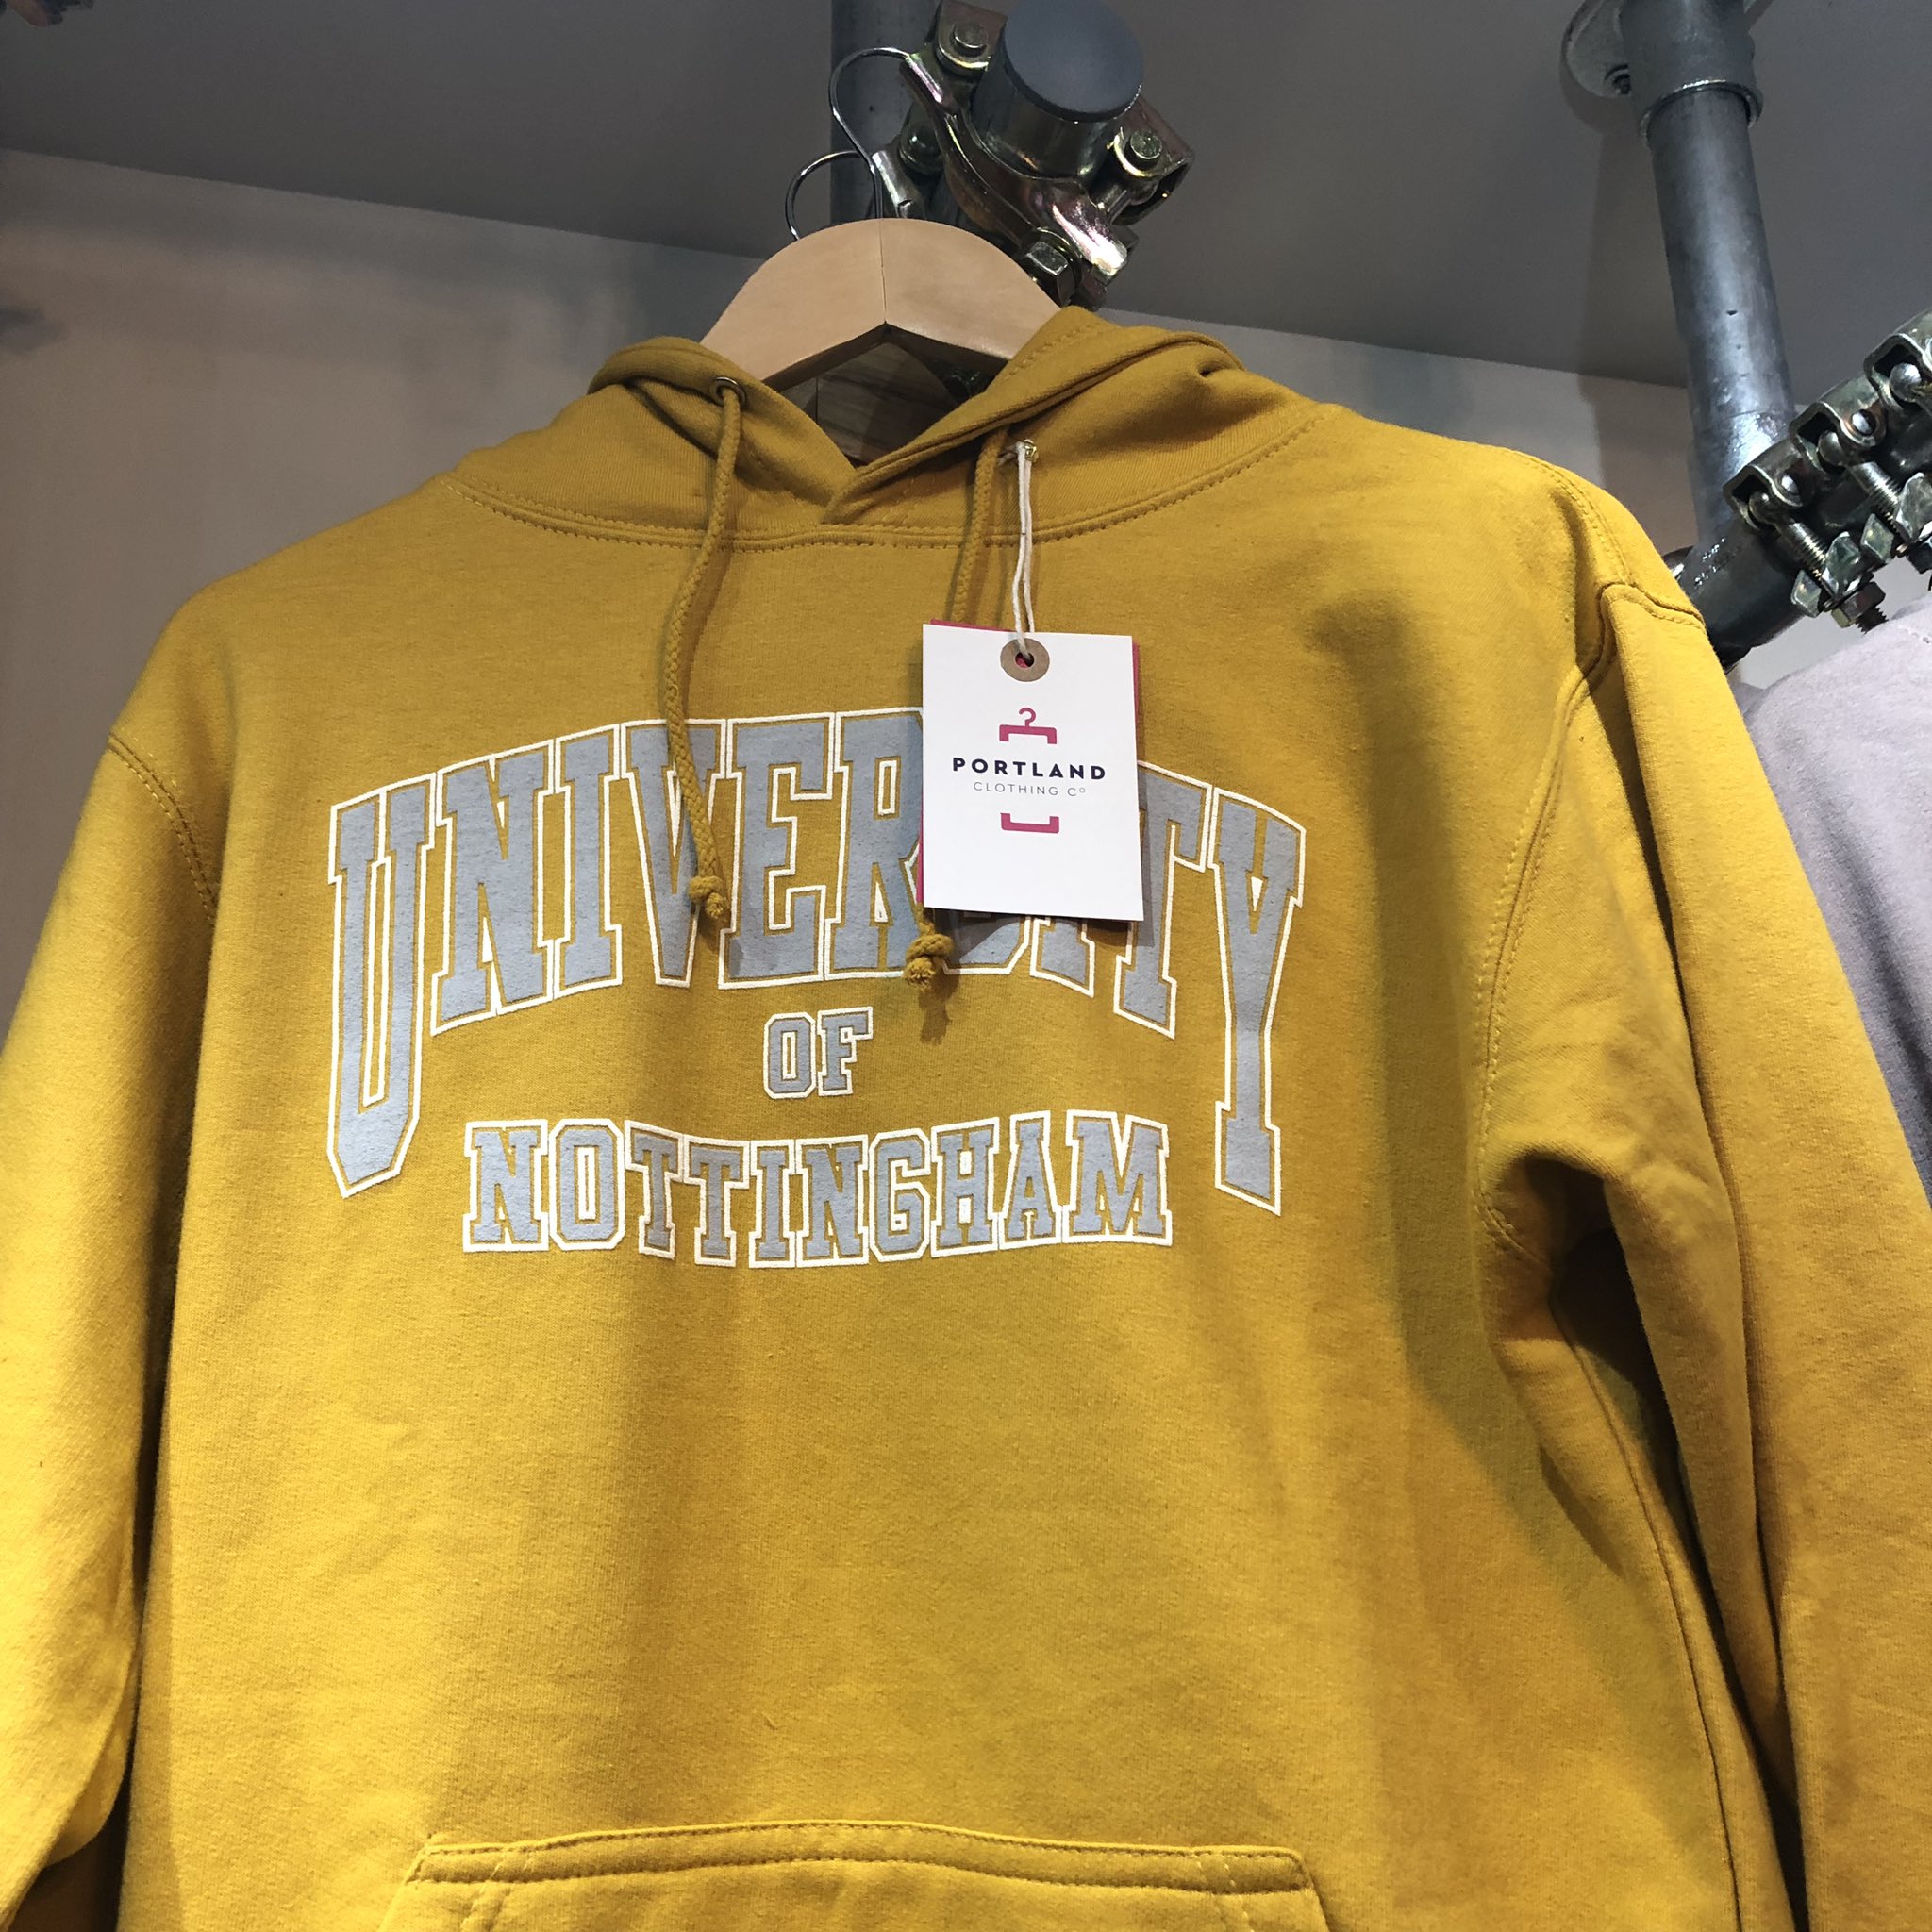 UNIVERSITY
OF
NOTTINGHAM
PORTLAND
CLOTHING Cº